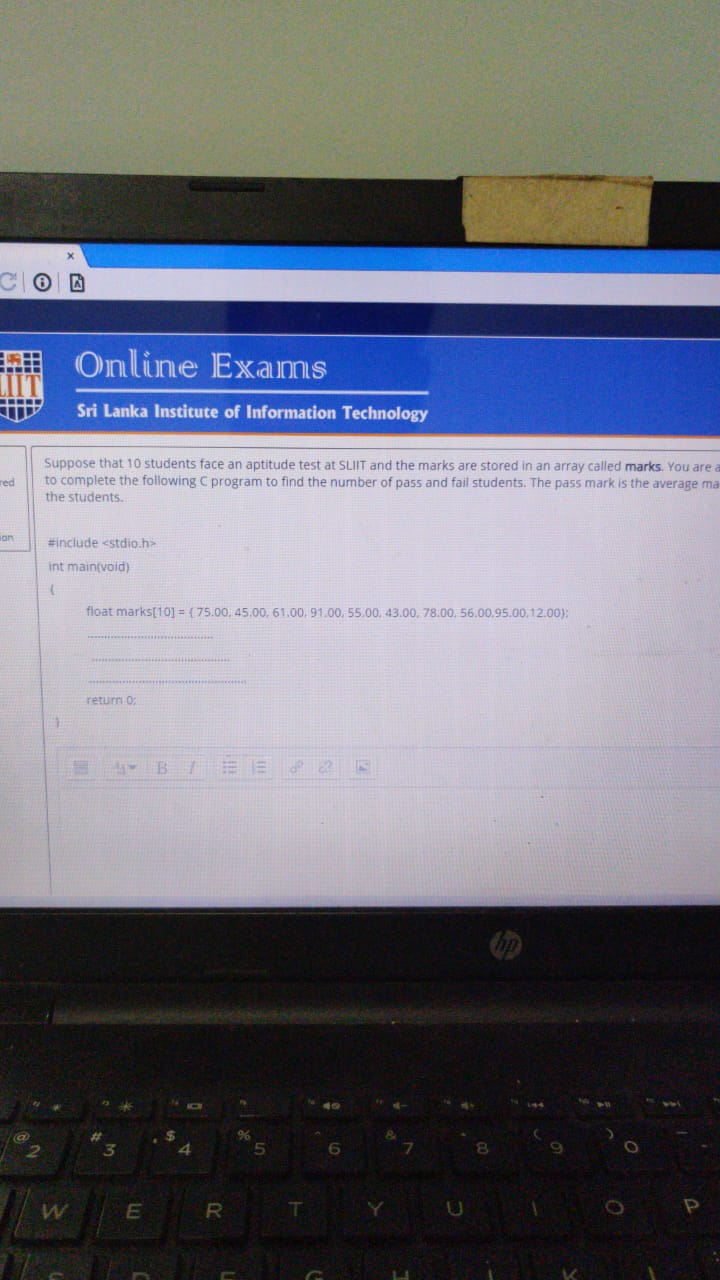 x
Online Exams
LIIT
Sri Lanka Institute of Information Technology
Suppose that 10 students face an aptitude test at SLIIT and the marks are stored in an array called marks. You are a
red
to complete the following C program to find the number of pass and fail students. The pass mark is the average ma
the students.
ion
#include <stdio.h>
int main(void)
{
float marks[10] = { 75.00, 45.00, 61.00, 91.00, 55.00, 43.00, 78.00, 56.00,95.00,12.00};
........................................
............................................
..................................................
return 0;
}
B I
hp
@ # $ % ^ & * ( )
2 3 4 5 6 7 8 9 0
W E R T Y U I O P